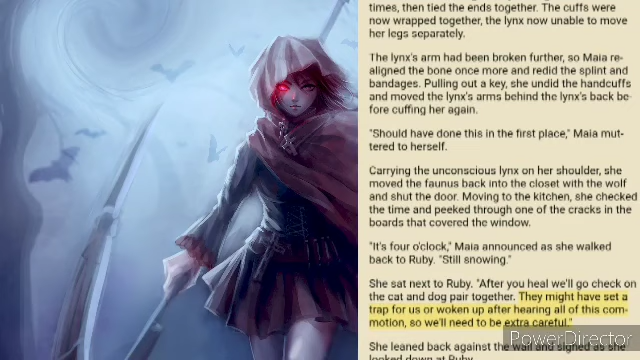 times, then tied the ends together. The cuffs were
now wrapped together, the lynx now unable to move
her legs separately.
The lynx's arm had been broken further, so Maia re-
aligned the bone once more and redid the splint and
bandages. Pulling out a key, she undid the handcuffs
and moved the lynx's arms behind the lynx's back be-
fore cuffing her again.
"Should have done this in the first place," Maia mut-
tered to herself.
Carrying the unconscious lynx on her shoulder, she
moved the faunus back into the closet with the wolf
and shut the door. Moving to the kitchen, she checked
the time and peeked through one of the cracks in the
boards that covered the window.
"It's four o'clock," Maia announced as she walked
back to Ruby. "Still snowing."
She sat next to Ruby. "After you heal we'll go check on
the cat and dog pair together. They might have set a
trap for us or woken up after hearing all of this com-
motion, so we'll need to be extra careful."
PowerDirector
She leaned back against the wall and sighed as she
looked down at Ruby